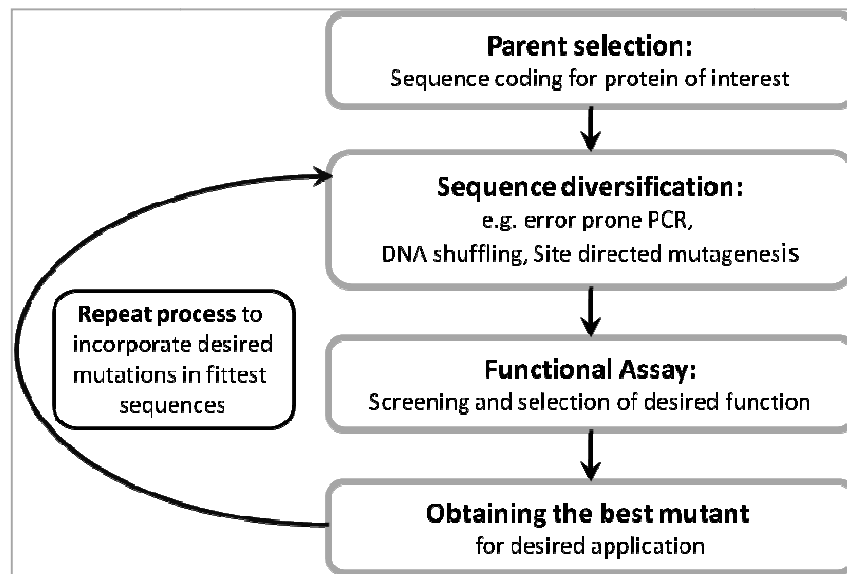 Parent selection:
Sequence coding for protein of interest
Sequence diversification:
e.g. error prone PCR,
DNA shuffling, Site directed mutagenesis
Repeat process to
incorporate desired
mutations in fittest
sequences
Functional Assay:
Screening and selection of desired function
Obtaining the best mutant
for desired application